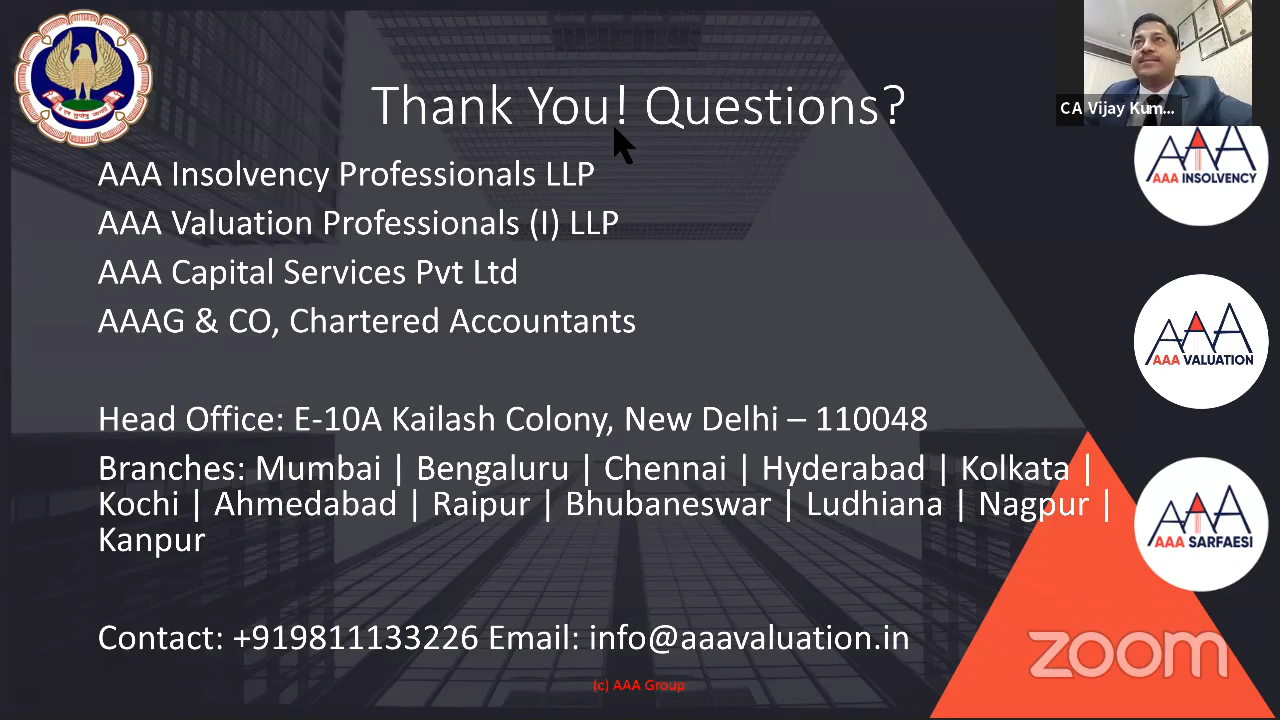 Thank You! Questions?
CA Vijay Kum...
AAA Insolvency Professionals LLP
AAA Valuation Professionals (I) LLP
AAA Capital Services Pvt Ltd
AAAG & CO, Chartered Accountants
AAA
AAA INSOLVENCY
AAA
AAA VALUATION
Head Office: E-10A Kailash Colony, New Delhi – 110048
Branches: Mumbai | Bengaluru | Chennai | Hyderabad | Kolkata |
Kochi | Ahmedabad | Raipur | Bhubaneswar | Ludhiana | Nagpur |
Kanpur
AAA
AAA SARFAESI
Contact: +919811133226 Email: info@aaavaluation.in
zoom
(c) AAA Group